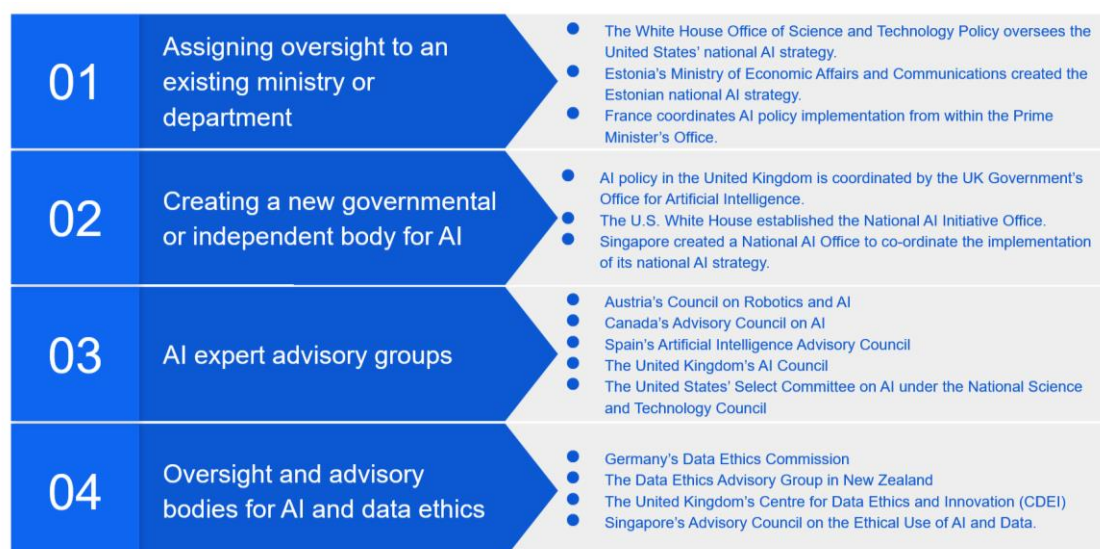 01
Assigning oversight to an
existing ministry or
department
● The White House Office of Science and Technology Policy oversees the
United States’ national AI strategy.
● Estonia’s Ministry of Economic Affairs and Communications created the
Estonian national AI strategy.
● France coordinates AI policy implementation from within the Prime
Minister’s Office.
02
Creating a new governmental
or independent body for AI
● AI policy in the United Kingdom is coordinated by the UK Government’s
Office for Artificial Intelligence.
● The U.S. White House established the National AI Initiative Office.
● Singapore created a National AI Office to co-ordinate the implementation
of its national AI strategy.
03
AI expert advisory groups
● Austria’s Council on Robotics and AI
● Canada’s Advisory Council on AI
● Spain’s Artificial Intelligence Advisory Council
● The United Kingdom’s AI Council
● The United States’ Select Committee on AI under the National Science
and Technology Council
04
Oversight and advisory
bodies for AI and data ethics
● Germany’s Data Ethics Commission
● The Data Ethics Advisory Group in New Zealand
● The United Kingdom’s Centre for Data Ethics and Innovation (CDEI)
● Singapore’s Advisory Council on the Ethical Use of AI and Data.